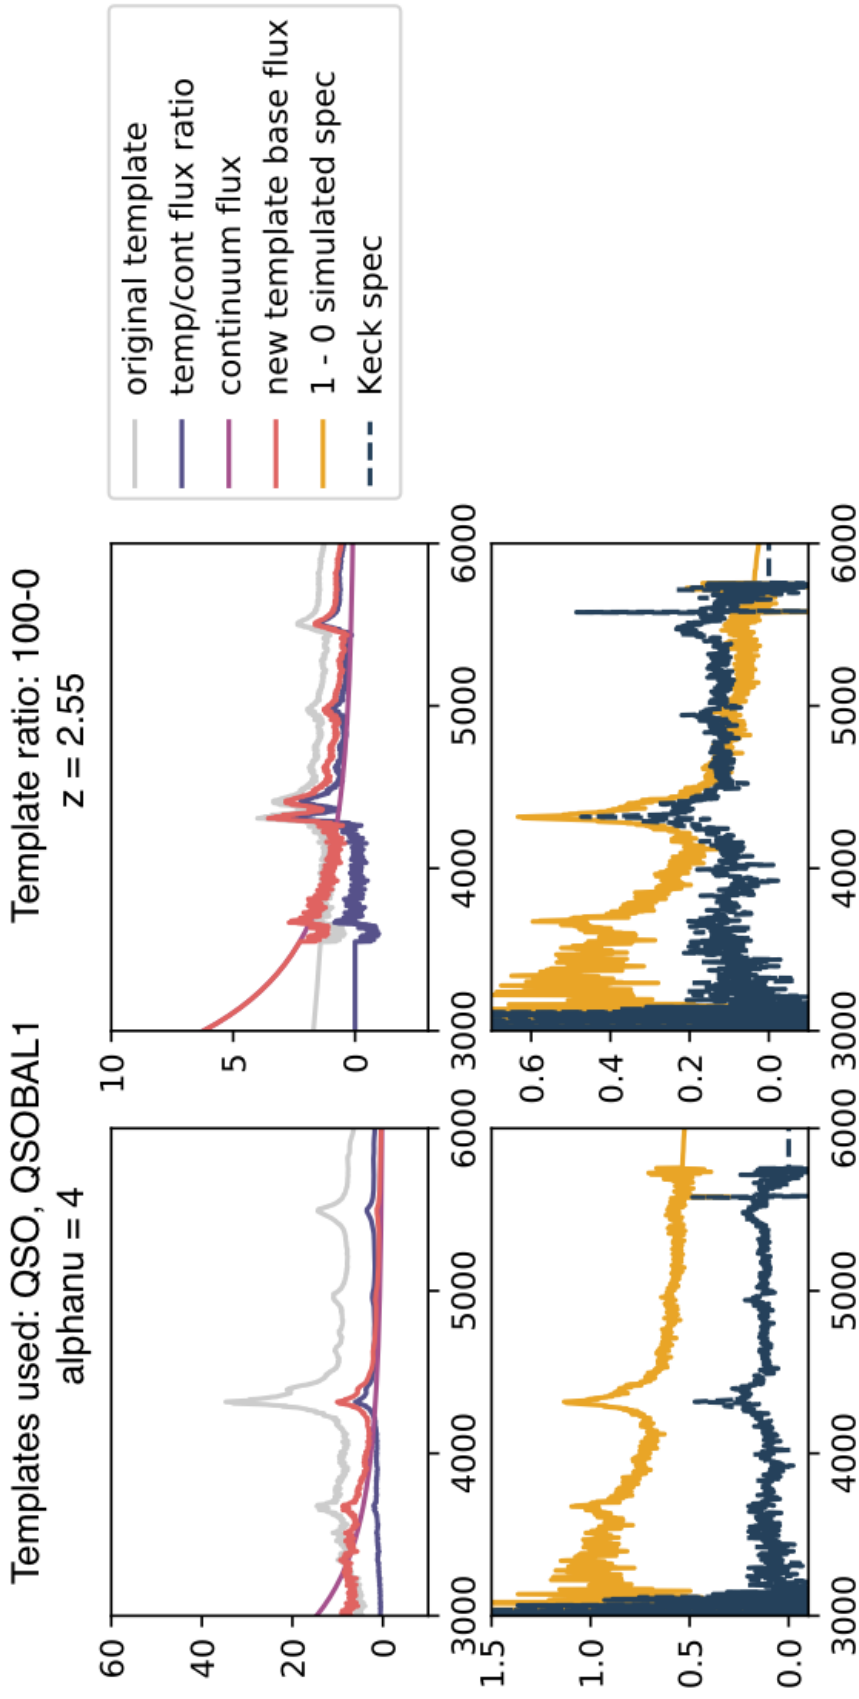 Templates used: QSO, QSOBAL1 Template ratio: 100-0
alphanu = 4 z = 2.55
60
40
20
0
3000 4000 5000 6000
10
5
0
3000 4000 5000 6000
original template
temp/cont flux ratio
continuum flux
new template base flux
1 - 0 simulated spec
Keck spec
1.5
1.0
0.5
0.0
3000 4000 5000 6000
0.6
0.4
0.2
0.0
3000 4000 5000 6000